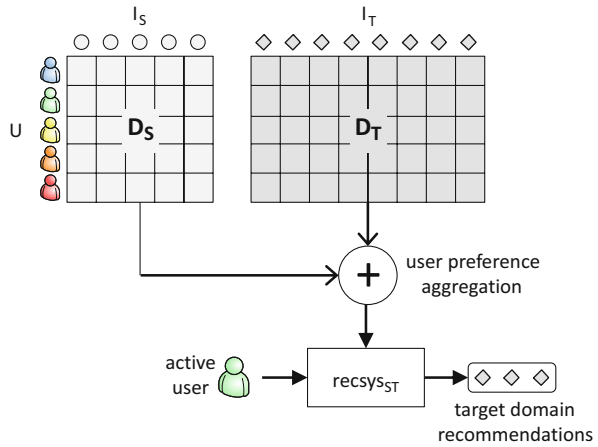 I_S
I_T
U
D_S
D_T
+
user preference
aggregation
active
user
recsys_ST
target domain
recommendations